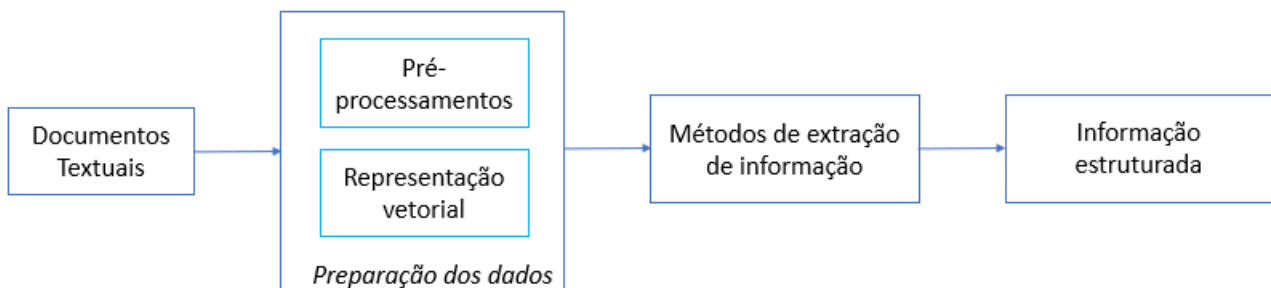 Documentos
Textuais
Pré-
processamentos
Representação
vetorial
Preparação dos dados
Métodos de extração
de informação
Informação
estruturada